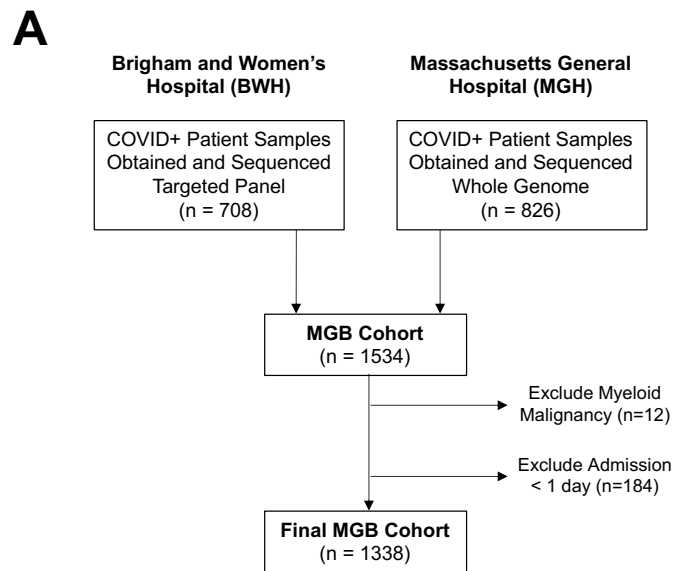 A
Brigham and Women's
Hospital (BWH)
Massachusetts General
Hospital (MGH)
COVID+ Patient Samples
Obtained and Sequenced
Targeted Panel
(n = 708)
COVID+ Patient Samples
Obtained and Sequenced
Whole Genome
(n = 826)
MGB Cohort
(n = 1534)
Exclude Myeloid
Malignancy (n=12)
Exclude Admission
< 1 day (n=184)
Final MGB Cohort
(n = 1338)